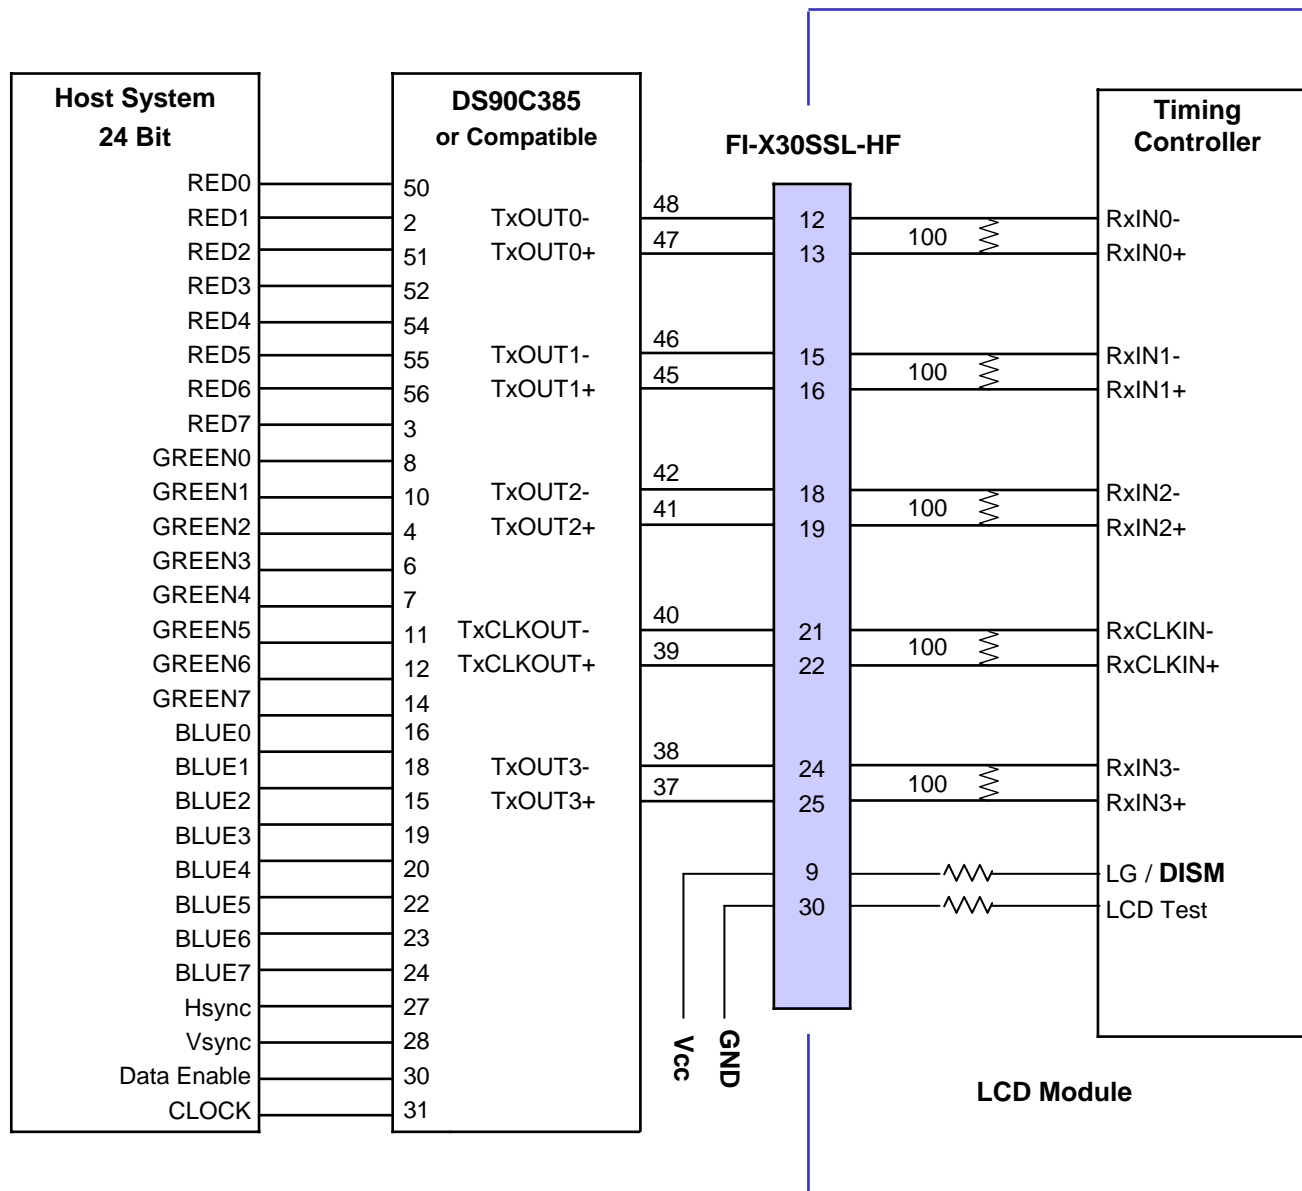 Host System
24 Bit
RED0
RED1
RED2
RED3
RED4
RED5
RED6
RED7
GREEN0
GREEN1
GREEN2
GREEN3
GREEN4
GREEN5
GREEN6
GREEN7
BLUE0
BLUE1
BLUE2
BLUE3
BLUE4
BLUE5
BLUE6
BLUE7
Hsync
Vsync
Data Enable
CLOCK
DS90C385
or Compatible
50
2
51
52
54
55
56
3
8
10
4
6
7
11
12
14
16
18
15
19
20
22
23
24
27
28
30
31
TxOUT0-
TxOUT0+
TxOUT1-
TxOUT1+
TxOUT2-
TxOUT2+
TxCLKOUT-
TxCLKOUT+
TxOUT3-
TxOUT3+
48
47
46
45
42
41
40
39
38
37
Vcc
GND
FI-X30SSL-HF
12
13
15
16
18
19
21
22
24
25
9
30
100
100
100
100
100
Timing
Controller
RxIN0-
RxIN0+
RxIN1-
RxIN1+
RxIN2-
RxIN2+
RxCLKIN-
RxCLKIN+
RxIN3-
RxIN3+
LG / DISM
LCD Test
LCD Module